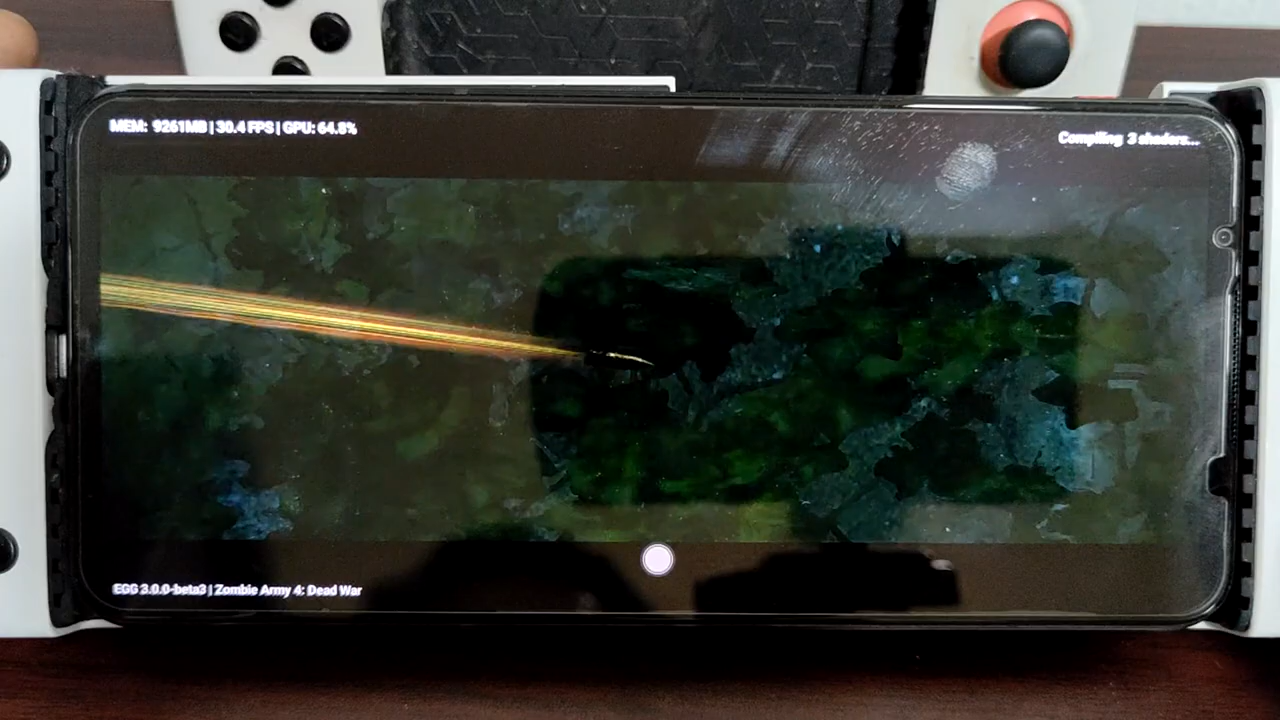 MEM: 9261MB | 30.4 FPS | GPU: 64.8%
Compiling 3 shaders...
EGG 3.0.0-beta3 | Zombie Army 4: Dead War